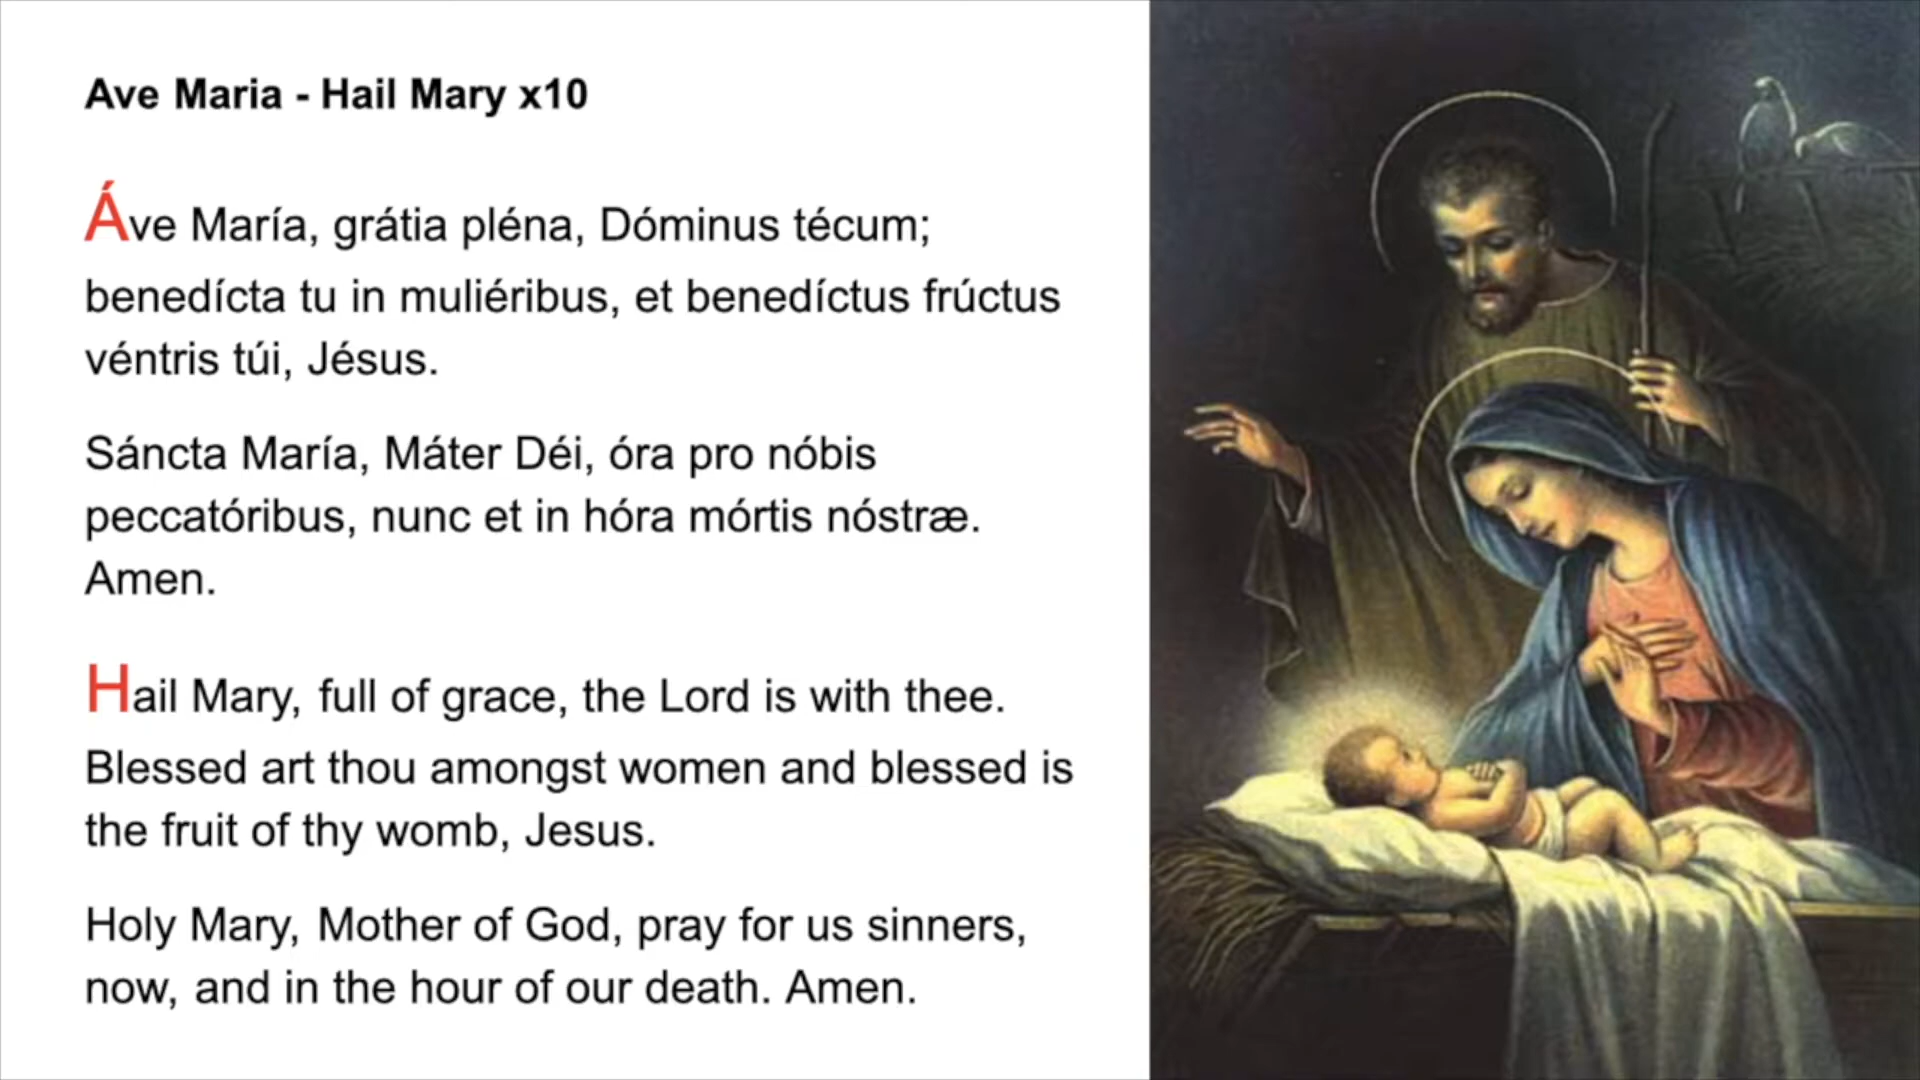 Ave Maria - Hail Mary x10
Áve María, grátia pléna, Dóminus técum;
benedícta tu in muliéribus, et benedíctus frúctus
véntris túi, Jésus.
Sáncta María, Máter Déi, óra pro nóbis
peccatóribus, nunc et in hóra mórtis nóstræ.
Amen.
Hail Mary, full of grace, the Lord is with thee.
Blessed art thou amongst women and blessed is
the fruit of thy womb, Jesus.
Holy Mary, Mother of God, pray for us sinners,
now, and in the hour of our death. Amen.